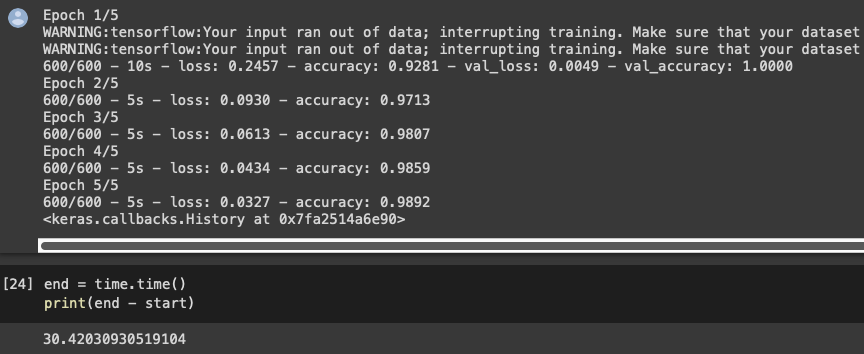 Epoch 1/5
WARNING:tensorflow:Your input ran out of data; interrupting training. Make sure that your dataset
WARNING:tensorflow:Your input ran out of data; interrupting training. Make sure that your dataset
600/600 - 10s - loss: 0.2457 - accuracy: 0.9281 - val_loss: 0.0049 - val_accuracy: 1.0000
Epoch 2/5
600/600 - 5s - loss: 0.0930 - accuracy: 0.9713
Epoch 3/5
600/600 - 5s - loss: 0.0613 - accuracy: 0.9807
Epoch 4/5
600/600 - 5s - loss: 0.0434 - accuracy: 0.9859
Epoch 5/5
600/600 - 5s - loss: 0.0327 - accuracy: 0.9892
<keras.callbacks.History at 0x7fa2514a6e90>
[24] end = time.time()
print(end - start)
30.42030930519104